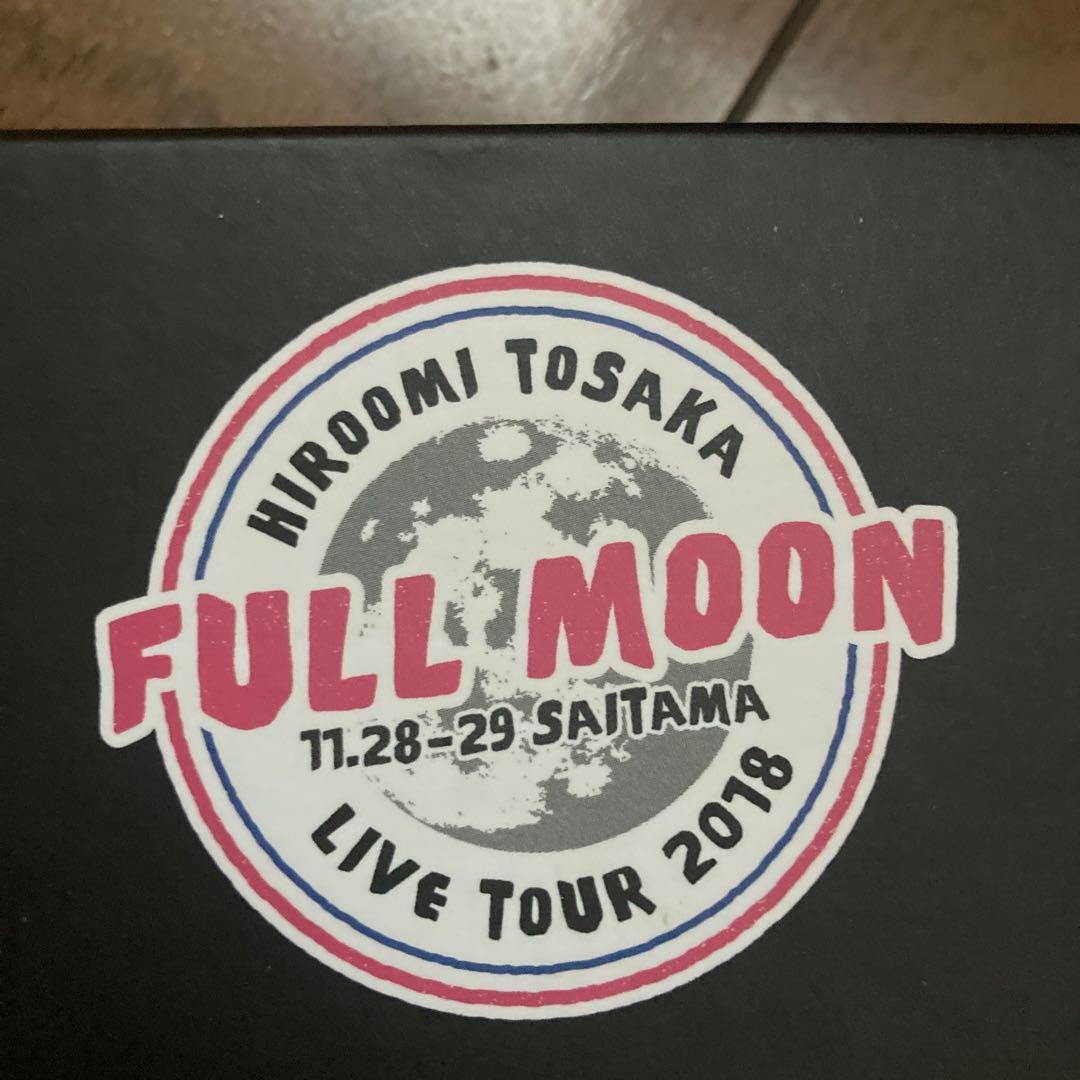 HIROOMI TOSAKA
FULL MOON
11.28-29 SAITAMA
LIVE TOUR 2018